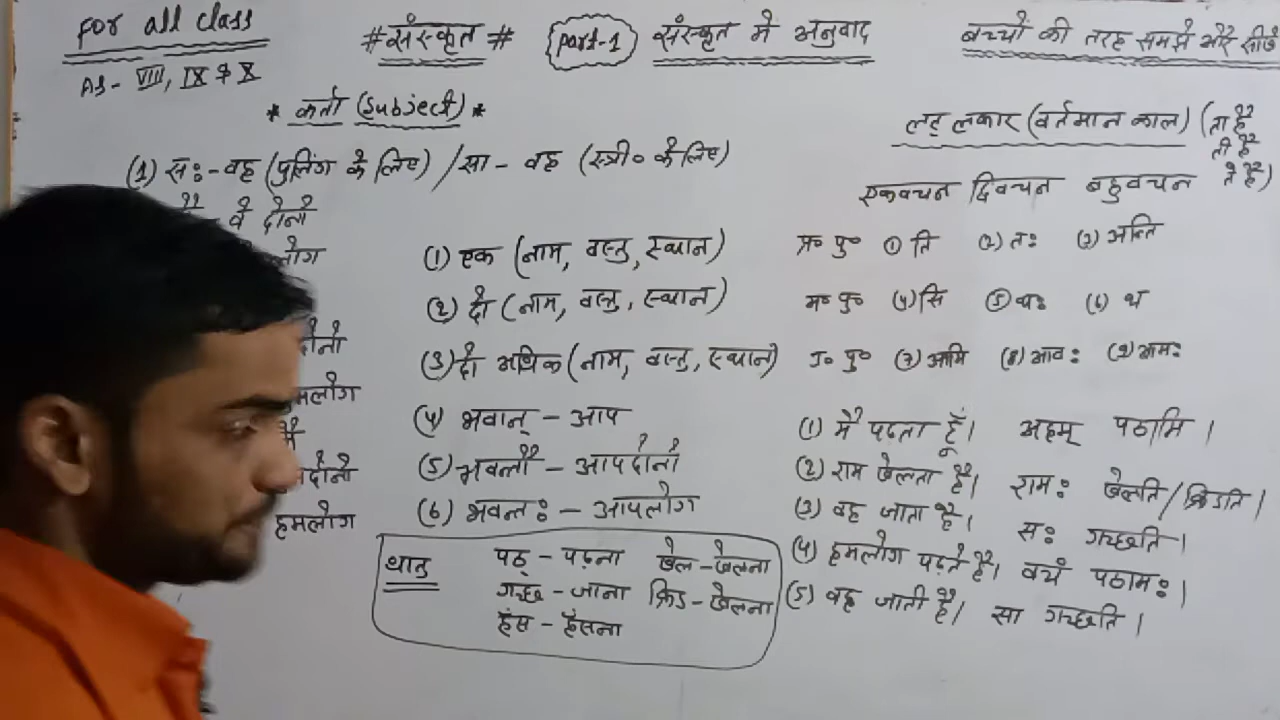 For all class
As - VIII, IX & X
#संस्कृत#
Part-1
संस्कृत में अनुवाद
बच्चों की तरह समझें और सीखें
* कर्ता (Subject) *
(1) सः - वह (पुलिंग के लिए) / सा - वह (स्त्री० के लिए)
वे दोनों
लोग
दोनों
मलोग
दोनों
हमलोग
(1) एक (नाम, वस्तु, स्थान)
(2) दो (नाम, वस्तु, स्थान)
(3) दो अधिक (नाम, वस्तु, स्थान)
(4) भवान् - आप
(5) भवन्तौ - आपदोनों
(6) भवन्तः - आपलोग
धातु
पठ् - पढ़ना खेल - खेलना
गच्छ - जाना क्रिड - खेलना
हंस - हँसना
लट् लकार (वर्तमान काल) (ता है
ती है
ते हैं)
एकवचन द्विवचन बहुवचन
प्र० पु० (1) ति (2) तः (3) अन्ति
म० पु० (4) सि (5) थः (6) थ
उ० पु० (7) आमि (8) आवः (9) आमः
(1) मैं पढ़ता हूँ। अहम् पठामि।
(2) राम खेलता है। रामः खेलति/क्रिडति।
(3) वह जाता है। सः गच्छति।
(4) हमलोग पढ़ते हैं। वयं पठामः।
(5) वह जाती है। सा गच्छति।